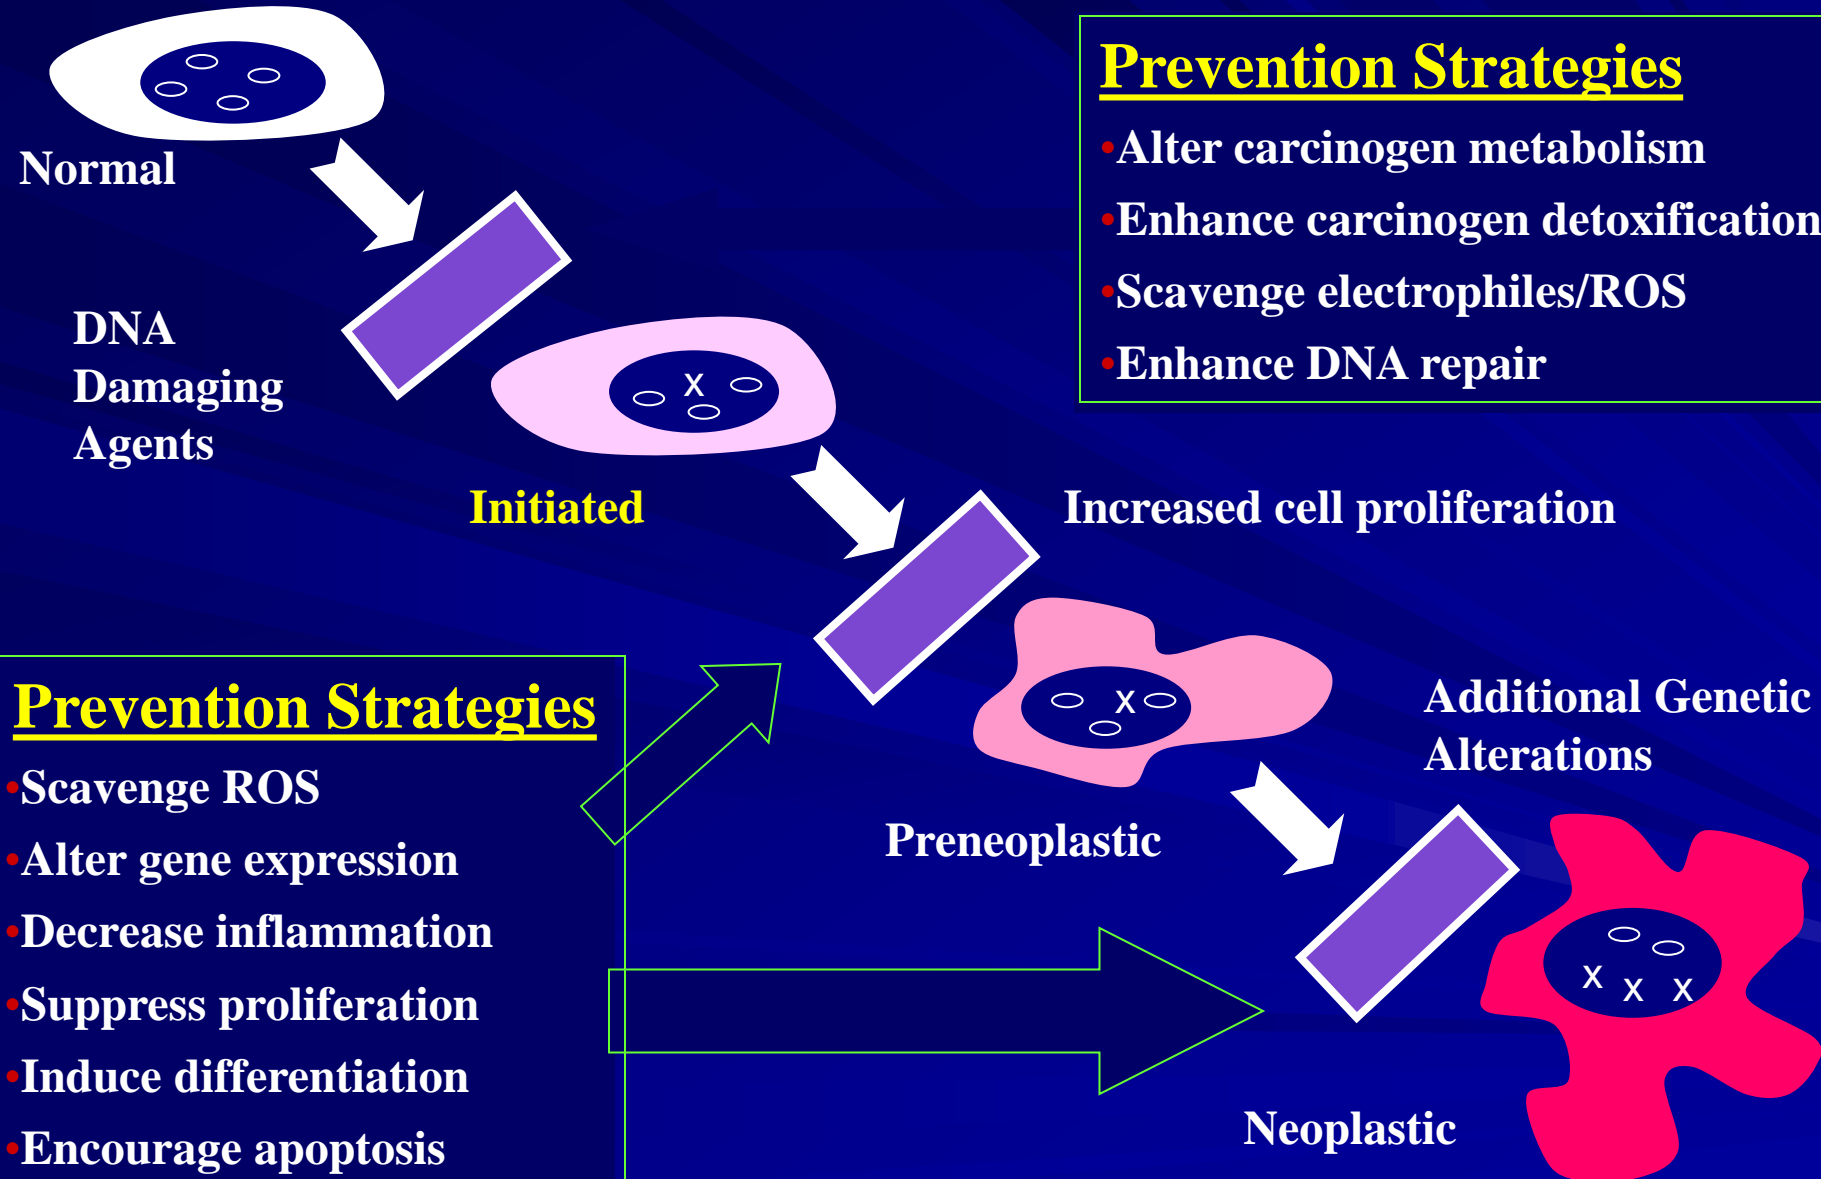 Prevention Strategies
•Alter carcinogen metabolism
•Enhance carcinogen detoxification
•Scavenge electrophiles/ROS
•Enhance DNA repair
Normal
DNA
Damaging
Agents
x
Initiated
Increased cell proliferation
x
Preneoplastic
Additional Genetic
Alterations
x x x
Neoplastic
Prevention Strategies
•Scavenge ROS
•Alter gene expression
•Decrease inflammation
•Suppress proliferation
•Induce differentiation
•Encourage apoptosis